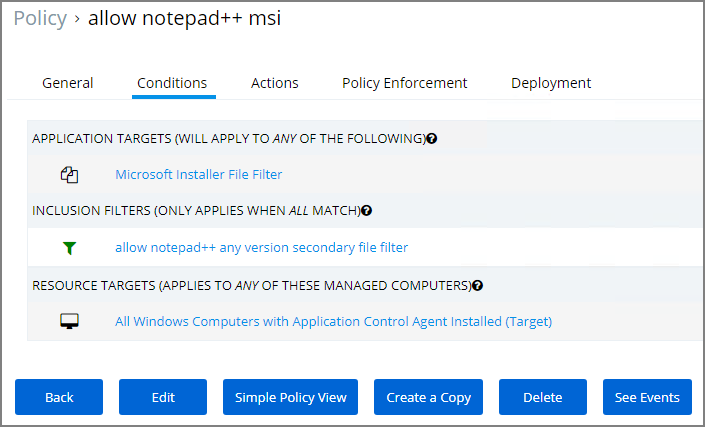 Policy › allow notepad++ msi
General Conditions Actions Policy Enforcement Deployment
APPLICATION TARGETS (WILL APPLY TO ANY OF THE FOLLOWING)
Microsoft Installer File Filter
INCLUSION FILTERS (ONLY APPLIES WHEN ALL MATCH)
allow notepad++ any version secondary file filter
RESOURCE TARGETS (APPLIES TO ANY OF THESE MANAGED COMPUTERS)
All Windows Computers with Application Control Agent Installed (Target)
Back Edit Simple Policy View Create a Copy Delete See Events